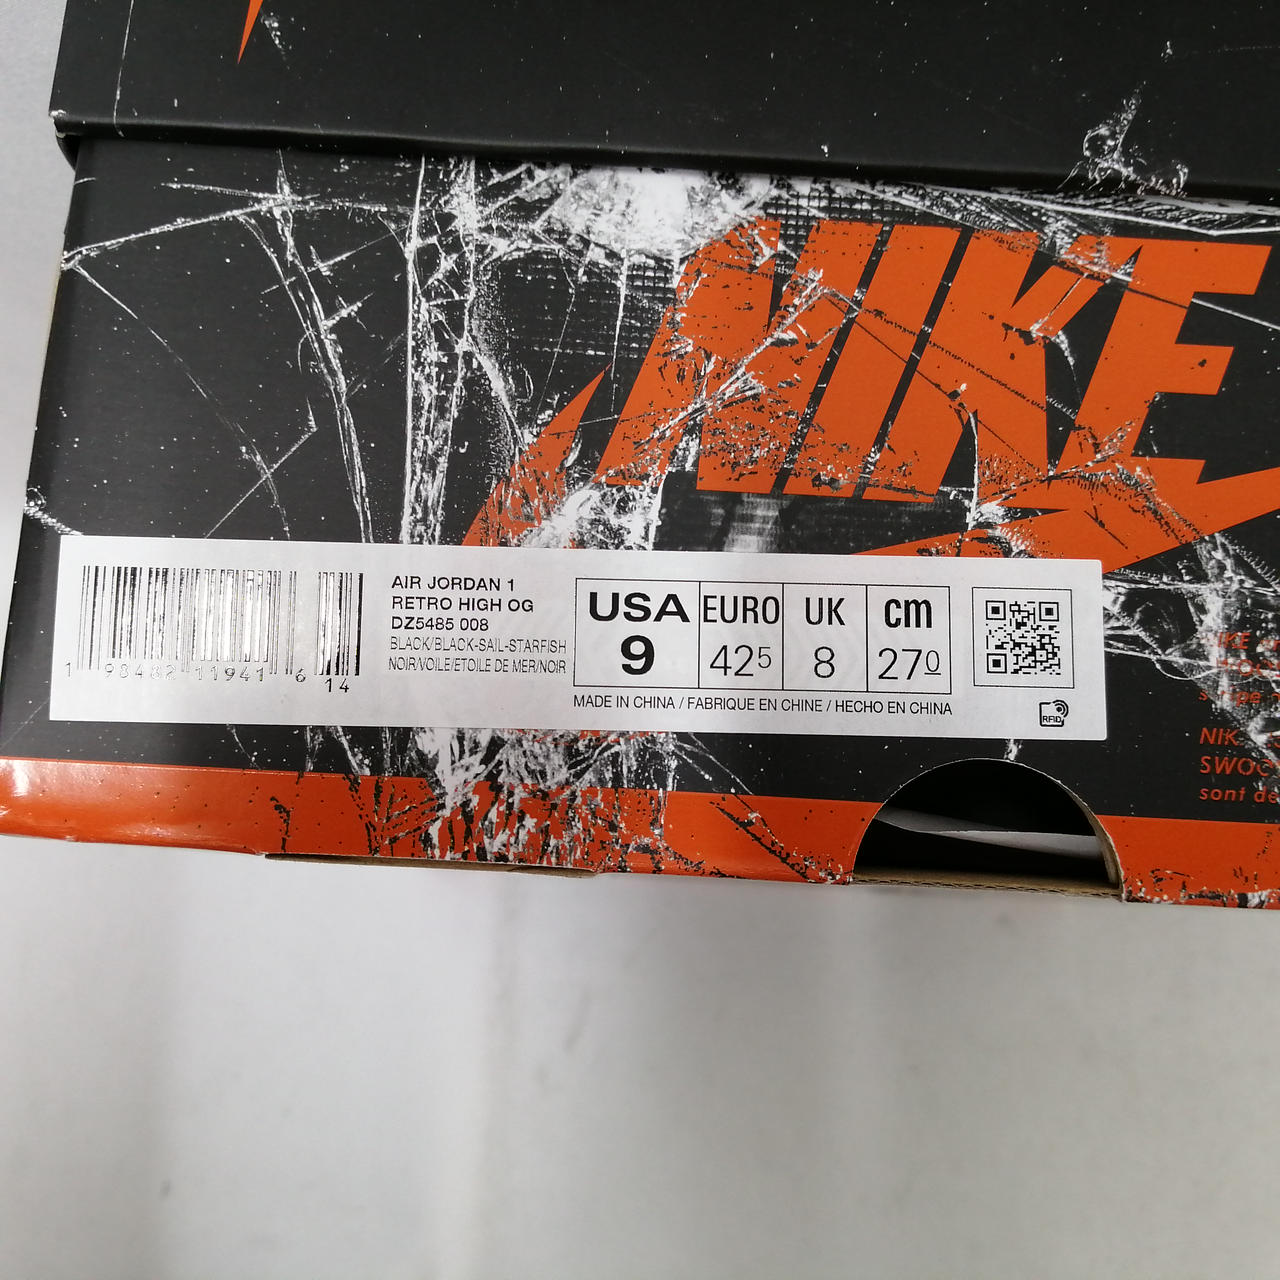 NIKE
AIR JORDAN 1
RETRO HIGH OG
DZ5485 008
BLACK/BLACK-SAIL-STARFISH
NOIR/VOILE/ETOILE DE MER/NOIR
1 98482 11941 6 14
USA EURO UK cm
9 42 5 8 27 0
MADE IN CHINA / FABRIQUE EN CHINE / HECHO EN CHINA
RFID
sont de